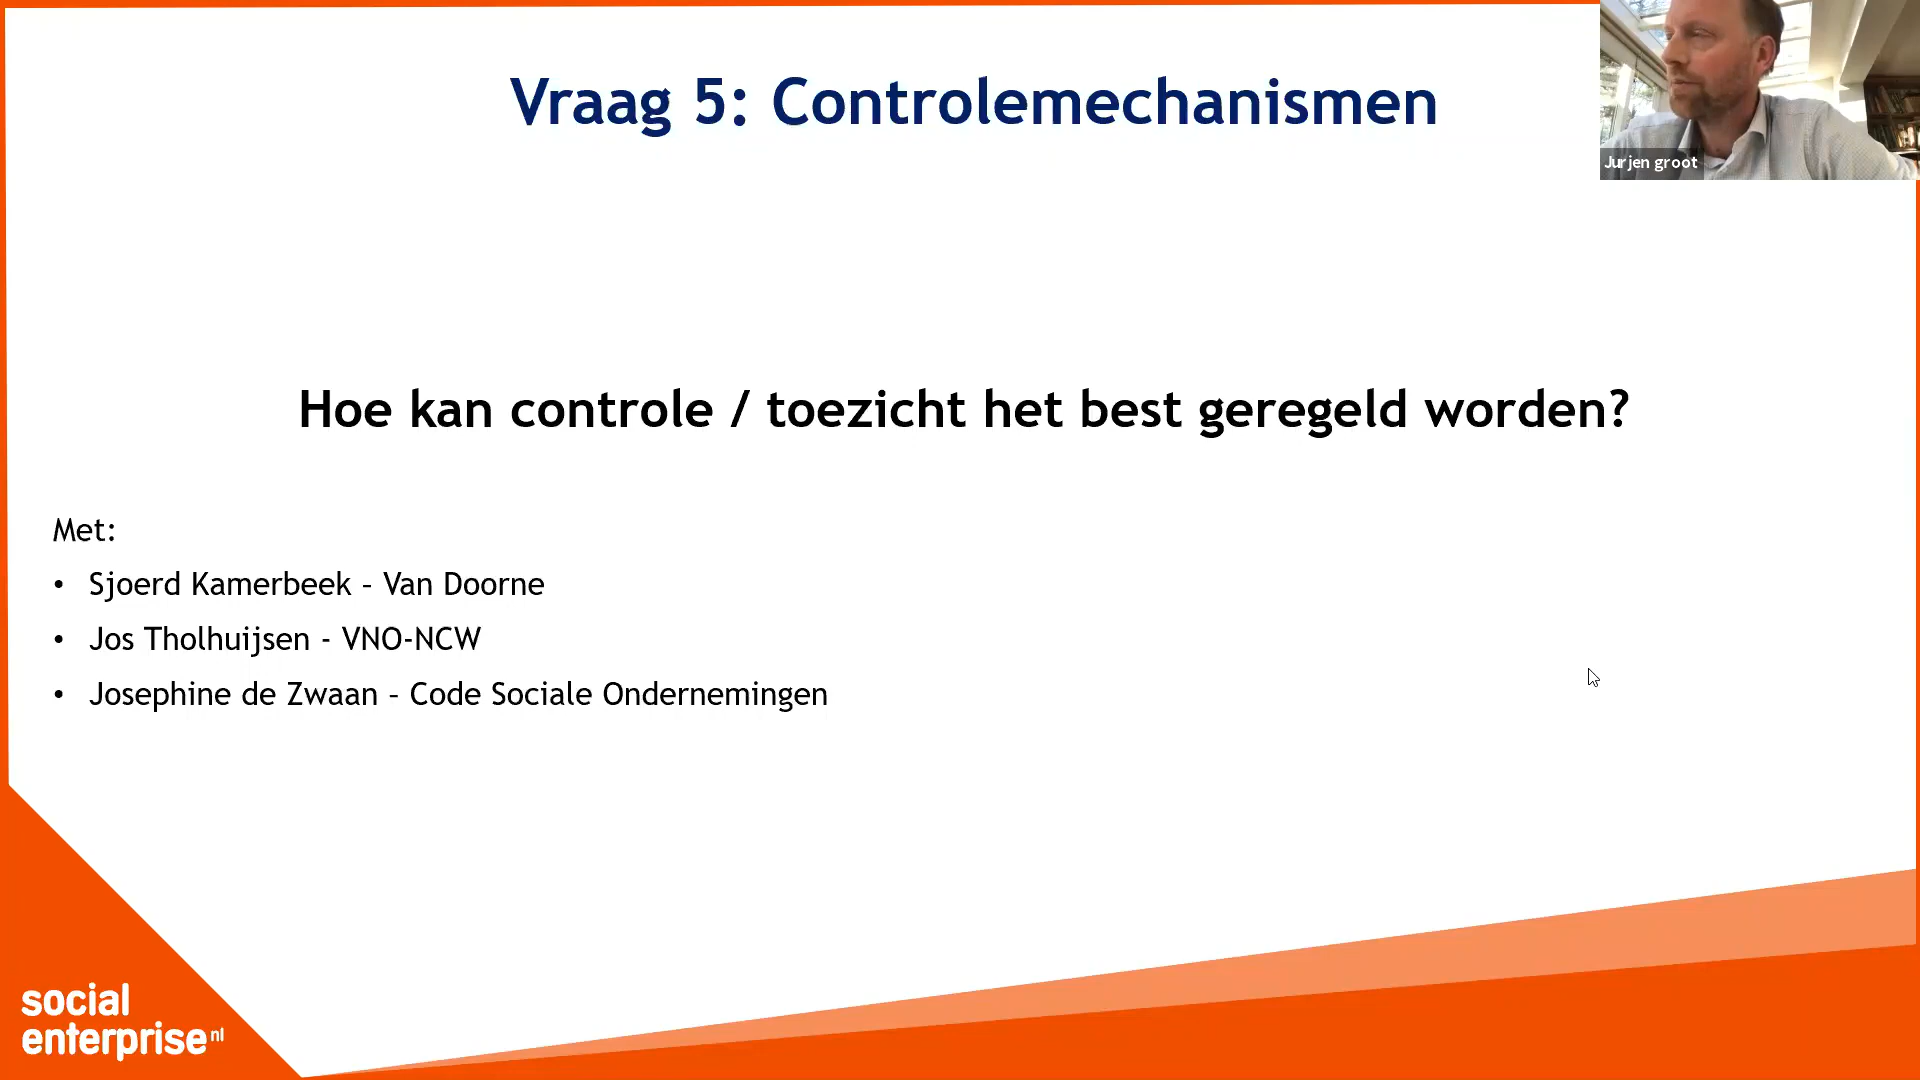 Vraag 5: Controlemechanismen
Jurjen groot
Hoe kan controle / toezicht het best geregeld worden?
Met:
• Sjoerd Kamerbeek – Van Doorne
• Jos Tholhuijsen - VNO-NCW
• Josephine de Zwaan – Code Sociale Ondernemingen
social
enterprise nl